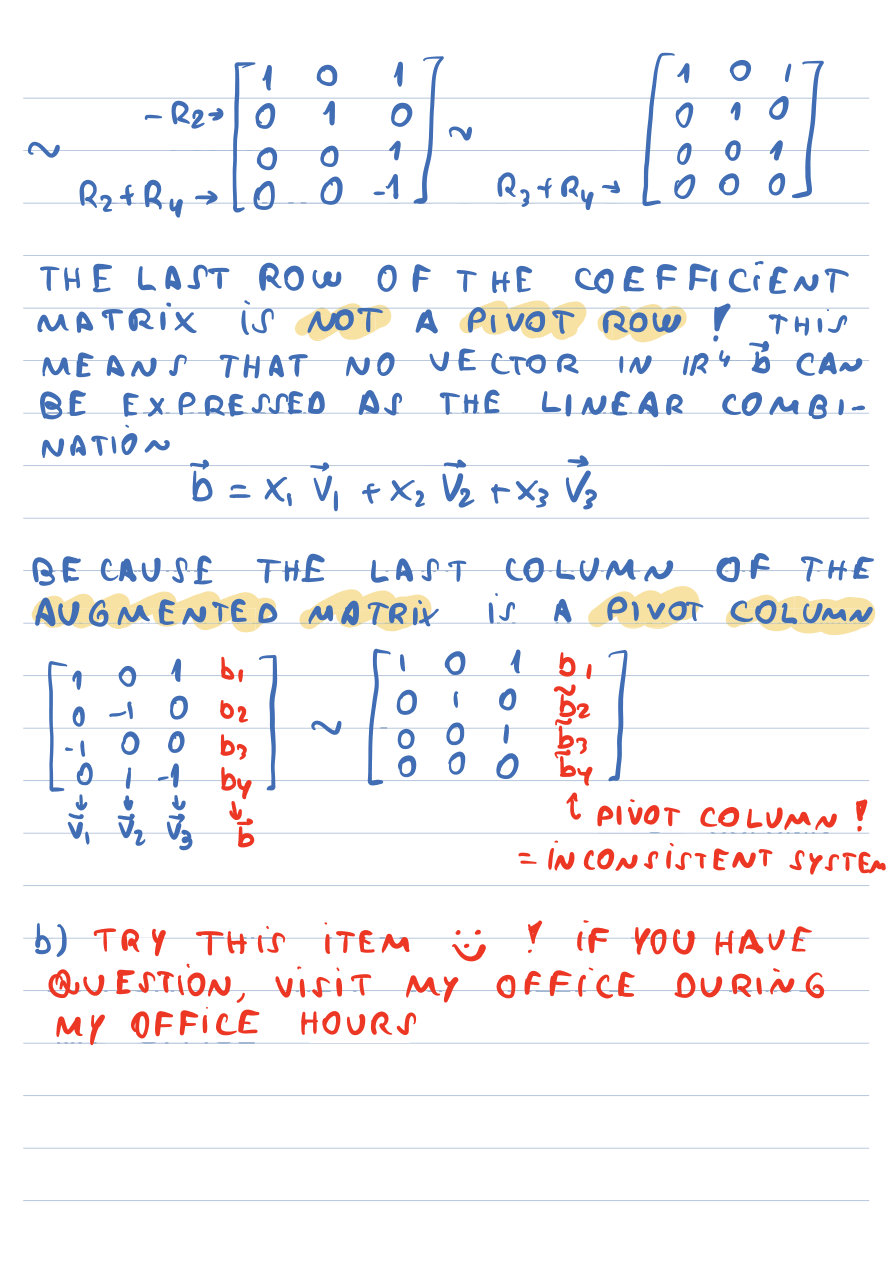 1 0 1 1 0 1
-R2→ 0 1 0 0 1 0
~ 0 0 1 ~ 0 0 1
R2+R4→ 0 0 -1 R3+R4→ 0 0 0
THE LAST ROW OF THE COEFFICIENT
MATRIX IS NOT A PIVOT ROW! THIS
MEANS THAT NO VECTOR IN IR⁴ b⃗ CAN
BE EXPRESSED AS THE LINEAR COMBI-
NATION
b⃗ = x₁ v⃗₁ + x₂ v⃗₂ + x₃ v⃗₃
BECAUSE THE LAST COLUMN OF THE
AUGMENTED MATRIX IS A PIVOT COLUMN
1 0 1 b₁ 1 0 1 b₁
0 -1 0 b₂ ~ 0 1 0 b̃₂
-1 0 0 b₃ 0 0 1 b̃₃
0 1 -1 b₄ 0 0 0 b̃₄
↓ ↓ ↓ ↓ ↑ PIVOT COLUMN!
v⃗₁ v⃗₂ v⃗₃ b⃗
= INCONSISTENT SYSTEM
b) TRY THIS ITEM :) ! IF YOU HAVE
QUESTION, VISIT MY OFFICE DURING
MY OFFICE HOURS